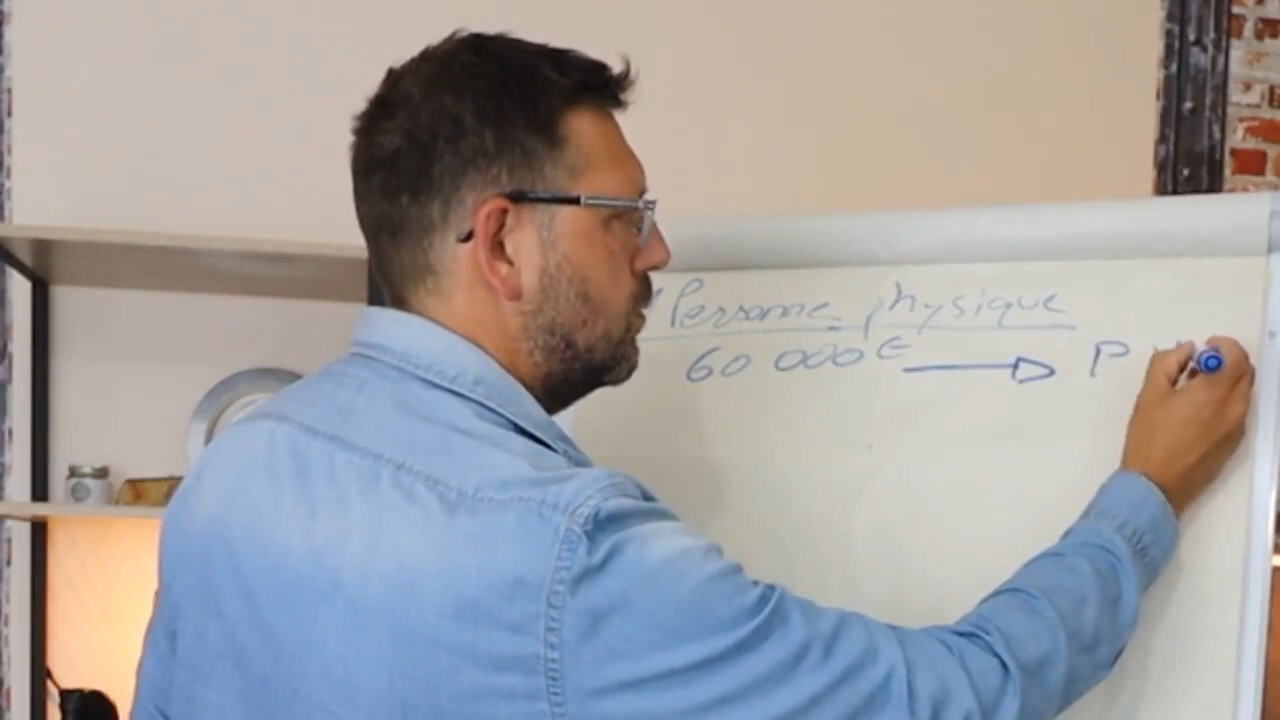 Personne physique
60 000 € → P